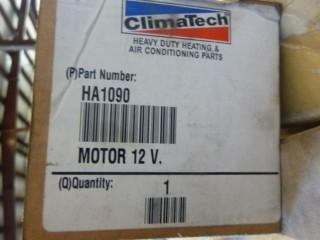 ClimaTech
HEAVY DUTY HEATING &
AIR CONDITIONING PARTS
(P)Part Number:
HA1090
MOTOR 12 V.
(Q)Quantity: 1